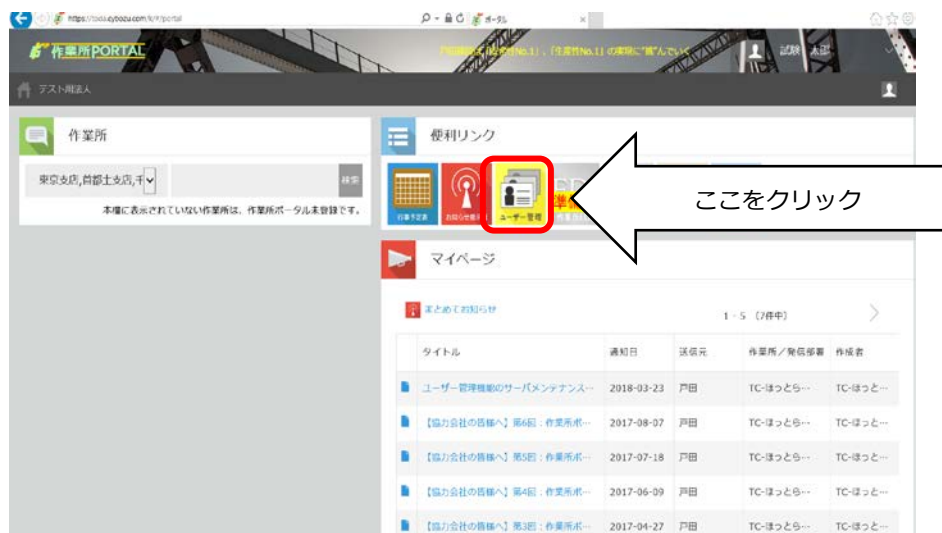 https://toda.cybozu.com/k/#/portal
ポータル
作業所PORTAL
試験 太郎
テスト用法人
作業所
東京支店,首都土支店,千
検索
本欄に表示されていない作業所は、作業所ポータル未登録です。
便利リンク
行事予定表
ユーザー管理
ここをクリック
マイページ
まとめてお知らせ
1 - 5 (7件中)
タイトル 通知日 送信元 作業所/発信部署 作成者
ユーザー管理機能のサーバメンテナンス… 2018-03-23 戸田 TC-ほっとら… TC-ほっと…
【協力会社の皆様へ】第6回：作業所ポ… 2017-08-07 戸田 TC-ほっとら… TC-ほっと…
【協力会社の皆様へ】第5回：作業所ポ… 2017-07-18 戸田 TC-ほっとら… TC-ほっと…
【協力会社の皆様へ】第4回：作業所ポ… 2017-06-09 戸田 TC-ほっとら… TC-ほっと…
【協力会社の皆様へ】第3回：作業所ポ… 2017-04-27 戸田 TC-ほっとら… TC-ほっと…